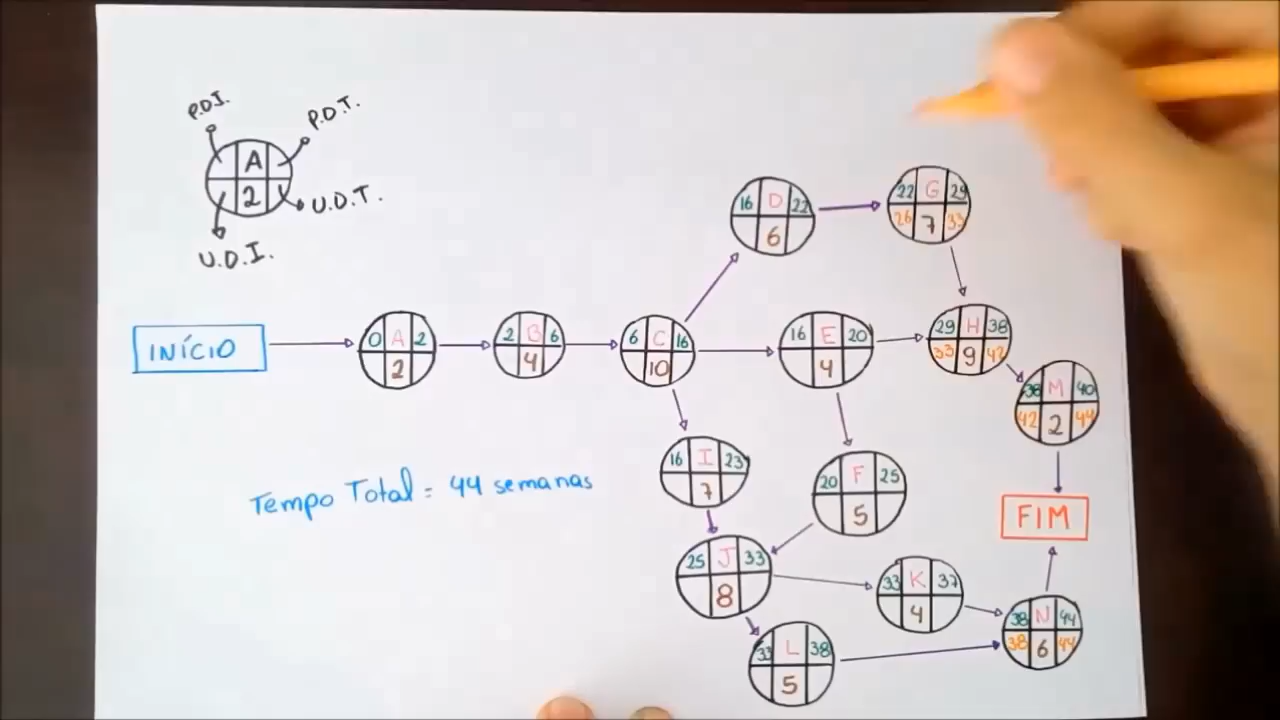 P.D.I.
P.D.T.
A
2
U.D.T.
U.D.I.
16 D 22
6
22 G 29
26 7 33
INÍCIO
0 A 2
2
2 B 6
4
6 C 16
10
16 E 20
4
29 H 38
33 9 42
38 M 40
42 2 44
16 I 23
7
20 F 25
5
Tempo Total = 44 semanas
FIM
25 J 33
8
33 K 37
4
38 N 44
38 6 44
33 L 38
5